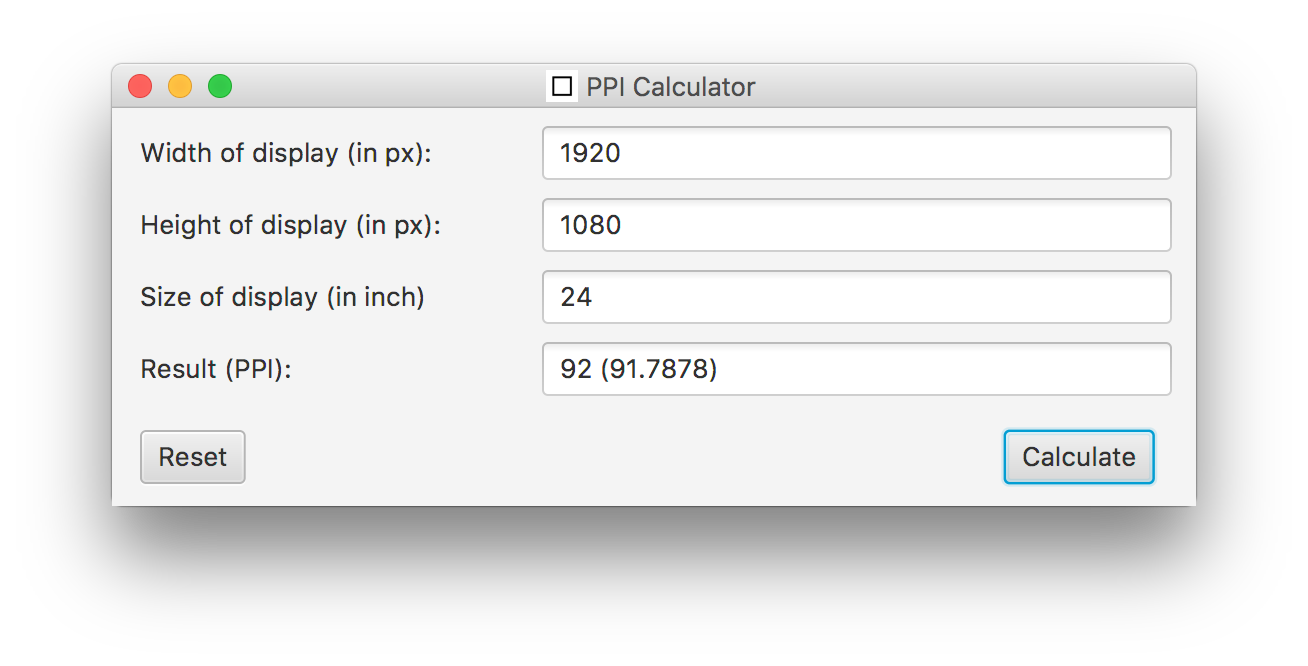 PPI Calculator
Width of display (in px): 1920
Height of display (in px): 1080
Size of display (in inch) 24
Result (PPI): 92 (91.7878)
Reset Calculate